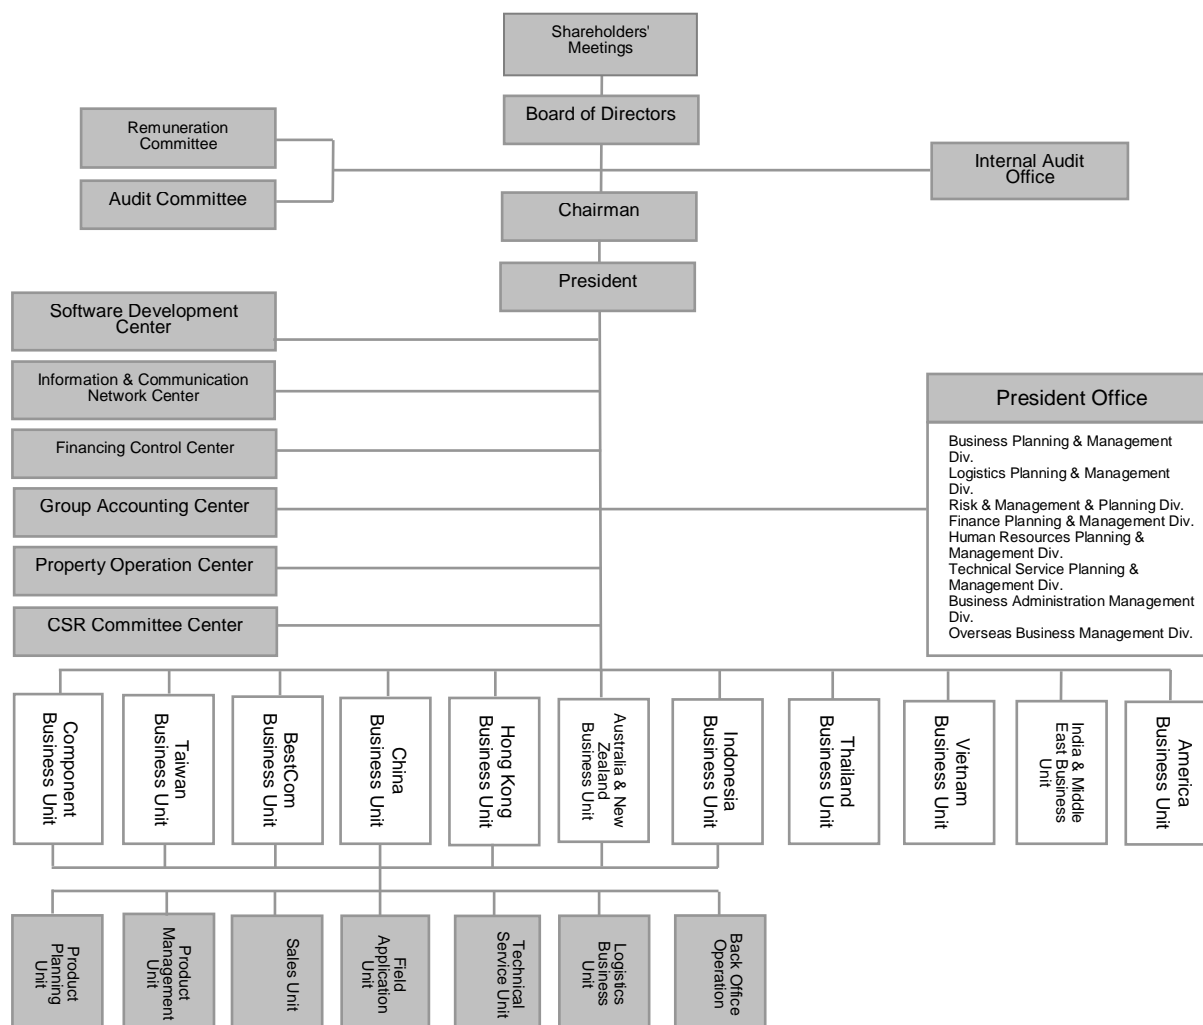 Shareholders'
Meetings
Board of Directors
Remuneration
Committee
Audit Committee
Internal Audit
Office
Chairman
President
Software Development
Center
Information & Communication
Network Center
Financing Control Center
Group Accounting Center
Property Operation Center
CSR Committee Center
President Office
Business Planning & Management
Div.
Logistics Planning & Management
Div.
Risk & Management & Planning Div.
Finance Planning & Management Div.
Human Resources Planning &
Management Div.
Technical Service Planning &
Management Div.
Business Administration Management
Div.
Overseas Business Management Div.
Component
Business Unit
Taiwan
Business Unit
BestCom
Business Unit
China
Business Unit
Hong Kong
Business Unit
Australia & New
Zealand
Business Unit
Indonesia
Business Unit
Thailand
Business Unit
Vietnam
Business Unit
India & Middle
East Business
Unit
America
Business Unit
Product
Planning
Unit
Product
Management
Unit
Sales Unit
Field
Application
Unit
Technical
Service Unit
Logistics
Business
Unit
Back Office
Operation